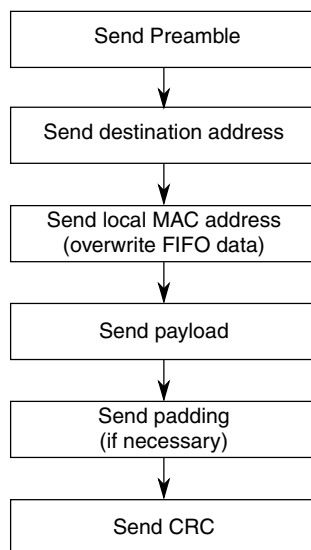 Send Preamble
Send destination address
Send local MAC address
(overwrite FIFO data)
Send payload
Send padding
(if necessary)
Send CRC